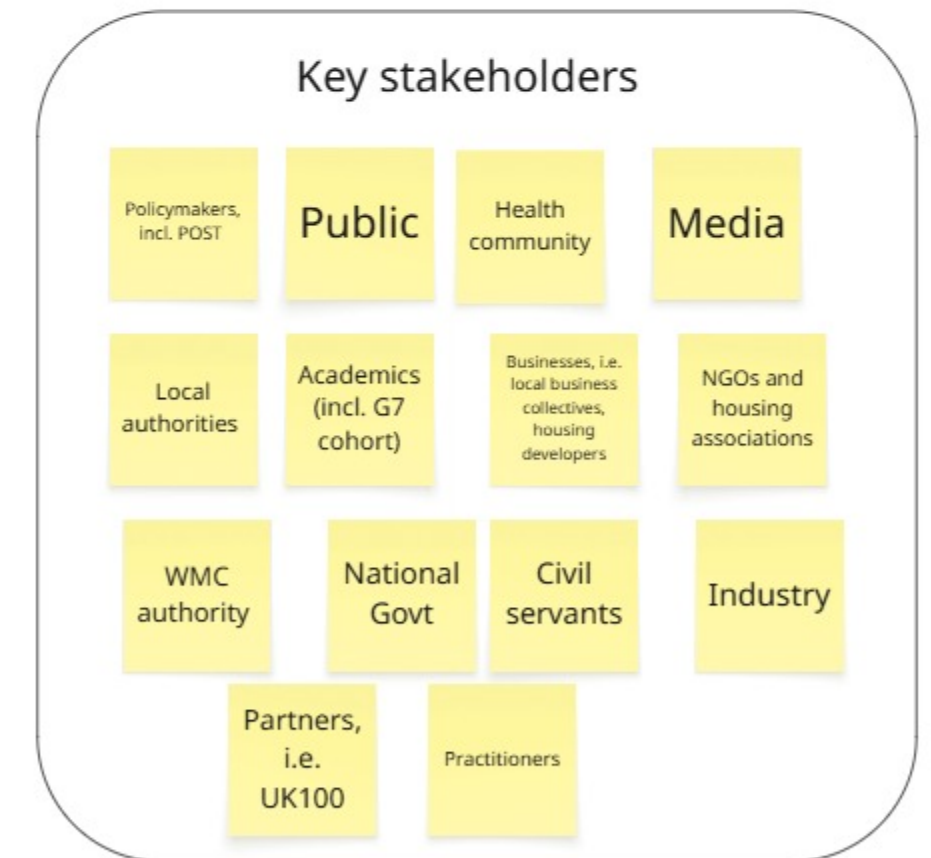 Key stakeholders
Policymakers,
incl. POST
Public
Health
community
Media
Local
authorities
Academics
(incl. G7
cohort)
Businesses, i.e.
local business
collectives,
housing
developers
NGOs and
housing
associations
WMC
authority
National
Govt
Civil
servants
Industry
Partners,
i.e.
UK100
Practitioners